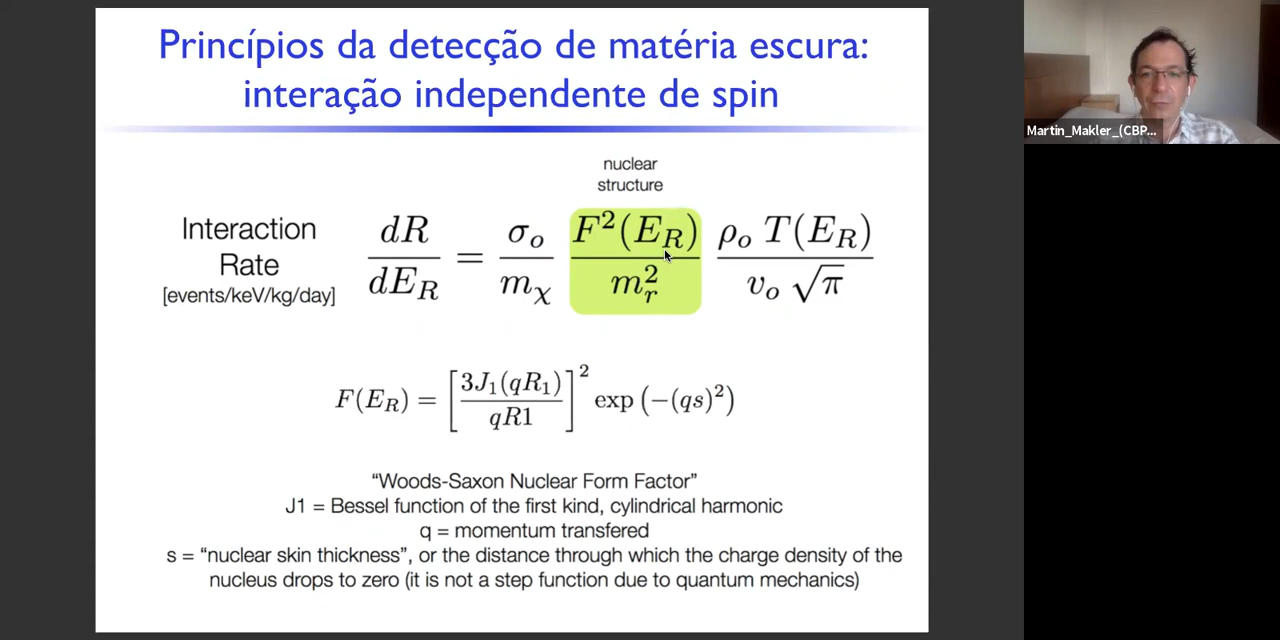 Princípios da detecção de matéria escura:
interação independente de spin
nuclear
structure
Interaction
Rate
[events/keV/kg/day]
dR/dE_R = σ_o/m_χ F²(E_R)/m_r² ρ_o T(E_R)/v_o √π
F(E_R) = [3J₁(qR₁)/qR1]² exp (−(qs)²)
“Woods-Saxon Nuclear Form Factor”
J1 = Bessel function of the first kind, cylindrical harmonic
q = momentum transfered
s = “nuclear skin thickness”, or the distance through which the charge density of the
nucleus drops to zero (it is not a step function due to quantum mechanics)
Martin_Makler_(CBP...